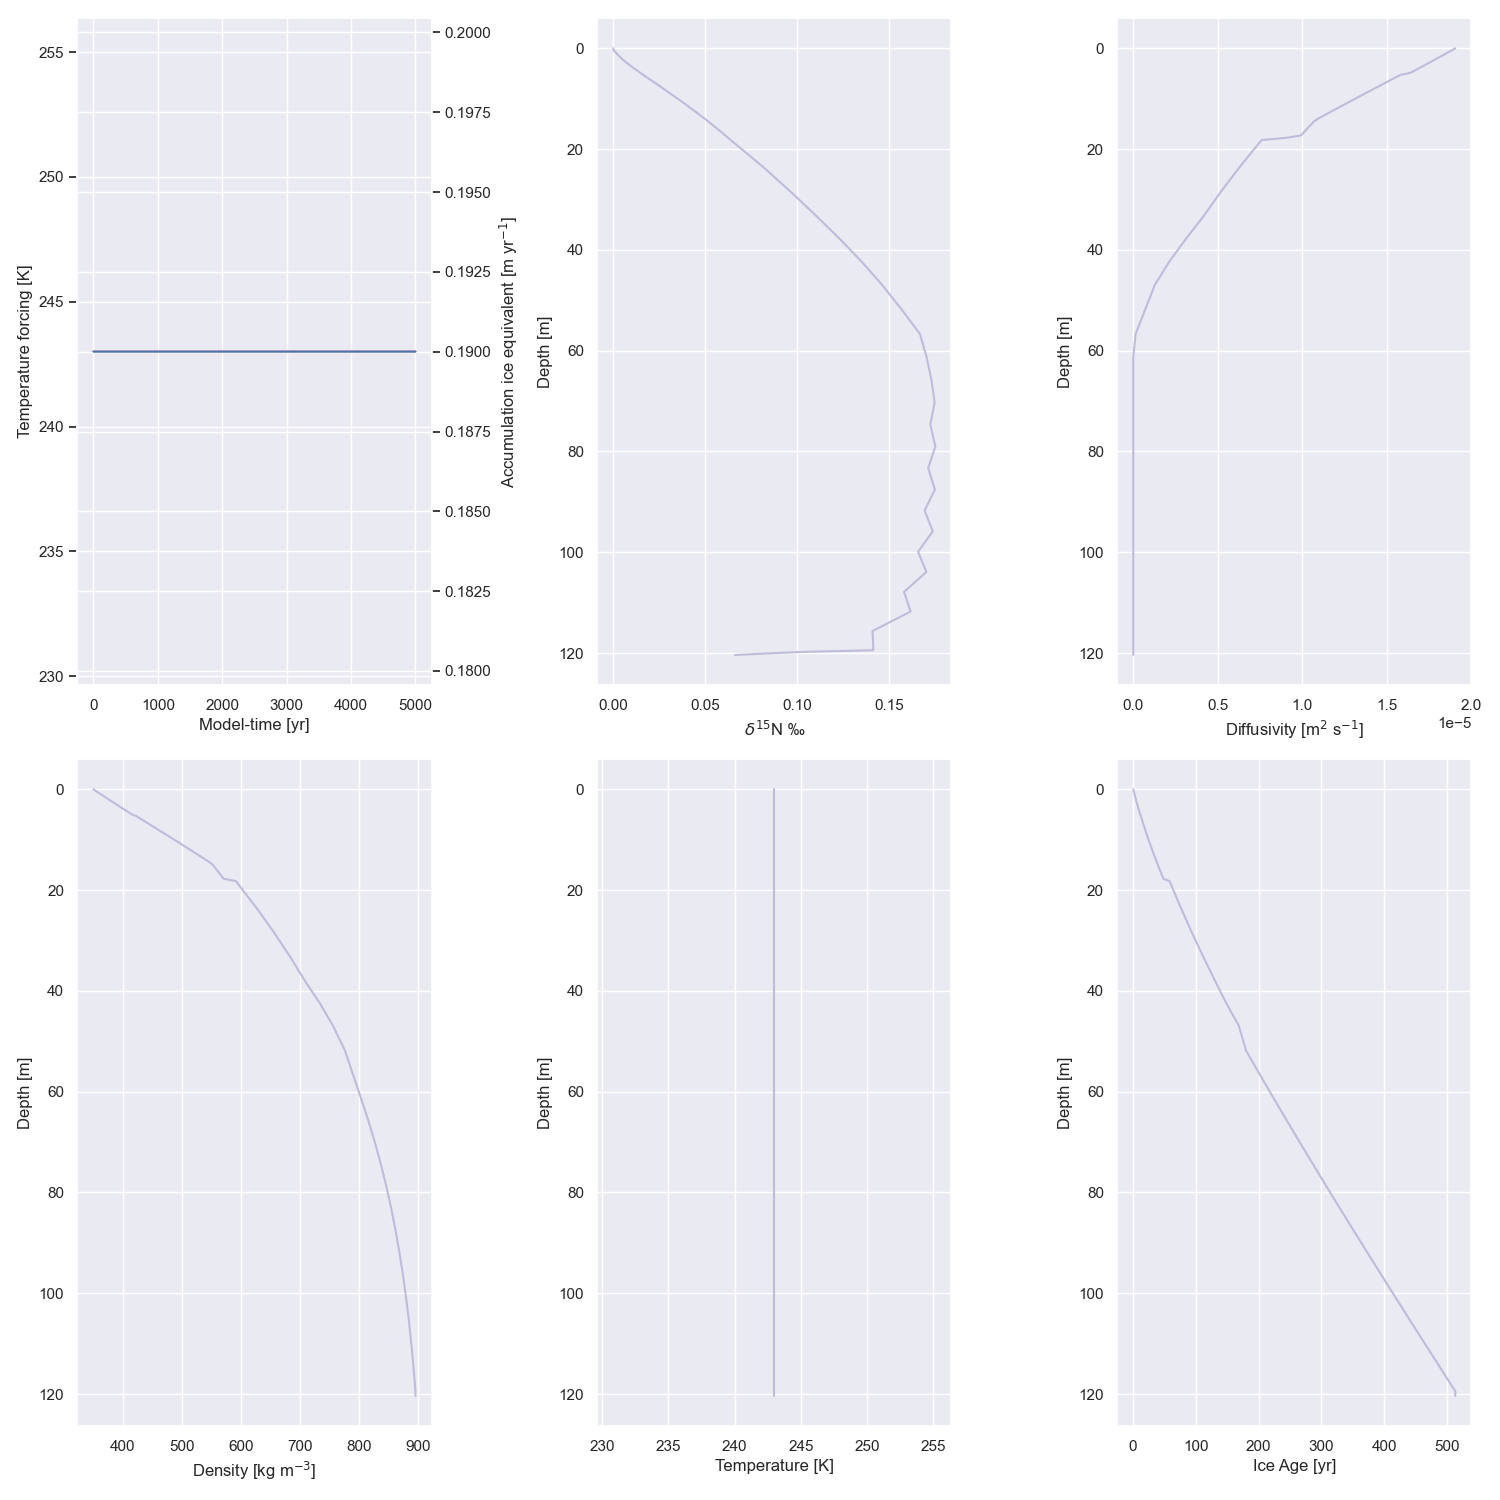 Temperature forcing [K]
255
250
245
240
235
230
0 1000 2000 3000 4000 5000
Model-time [yr]
0.2000
0.1975
0.1950
0.1925
0.1900
0.1875
0.1850
0.1825
0.1800
Accumulation ice equivalent [m yr⁻¹]
Depth [m]
0
20
40
60
80
100
120
0.00 0.05 0.10 0.15
δ¹⁵N ‰
Depth [m]
0
20
40
60
80
100
120
0.0 0.5 1.0 1.5 2.0
1e−5
Diffusivity [m² s⁻¹]
Depth [m]
0
20
40
60
80
100
120
400 500 600 700 800 900
Density [kg m⁻³]
Depth [m]
0
20
40
60
80
100
120
230 235 240 245 250 255
Temperature [K]
Depth [m]
0
20
40
60
80
100
120
0 100 200 300 400 500
Ice Age [yr]